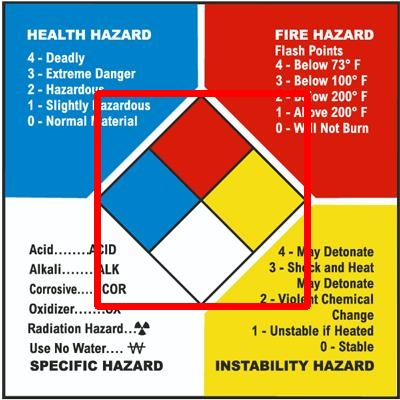 HEALTH HAZARD
4 - Deadly
3 - Extreme Danger
2 - Hazardous
1 - Slightly Hazardous
0 - Normal Material
FIRE HAZARD
Flash Points
4 - Below 73° F
3 - Below 100° F
2 - Below 200° F
1 - Above 200° F
0 - Will Not Burn
Acid........ACID
Alkali.......ALK
Corrosive....COR
Oxidizer......OX
Radiation Hazard...
Use No Water.... W
SPECIFIC HAZARD
4 - May Detonate
3 - Shock and Heat
May Detonate
2 - Violent Chemical
Change
1 - Unstable if Heated
0 - Stable
INSTABILITY HAZARD